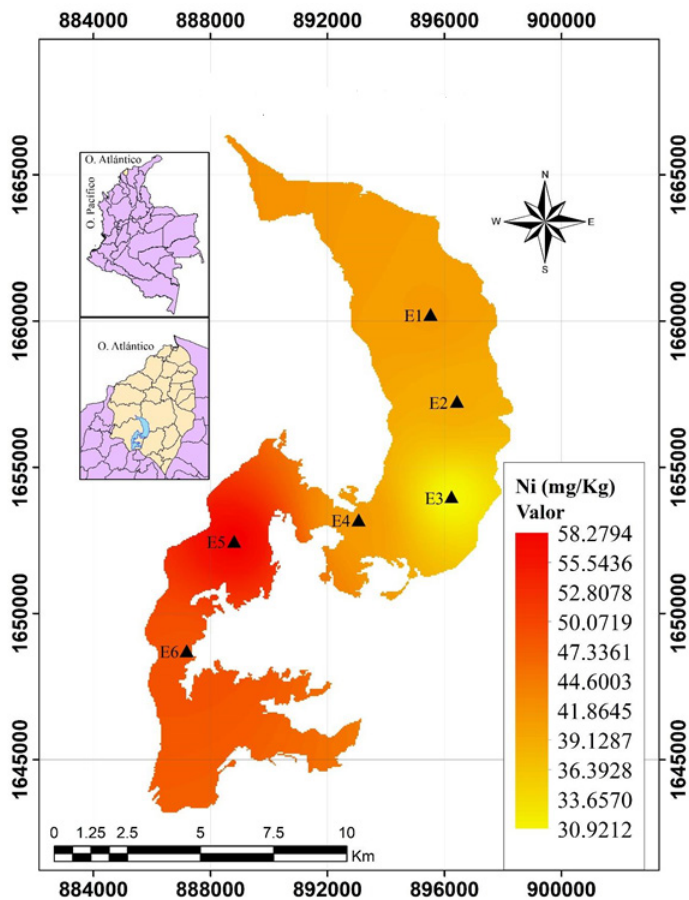 884000 888000 892000 896000 900000
1665000
1660000
1655000
1650000
1645000
O. Atlántico
O. Pacífico
O. Atlántico
N
W E
S
E1
E2
E3
E4
E5
E6
Ni (mg/Kg)
Valor
58.2794
55.5436
52.8078
50.0719
47.3361
44.6003
41.8645
39.1287
36.3928
33.6570
30.9212
0 1.25 2.5 5 7.5 10
Km
1665000
1660000
1655000
1650000
1645000
884000 888000 892000 896000 900000